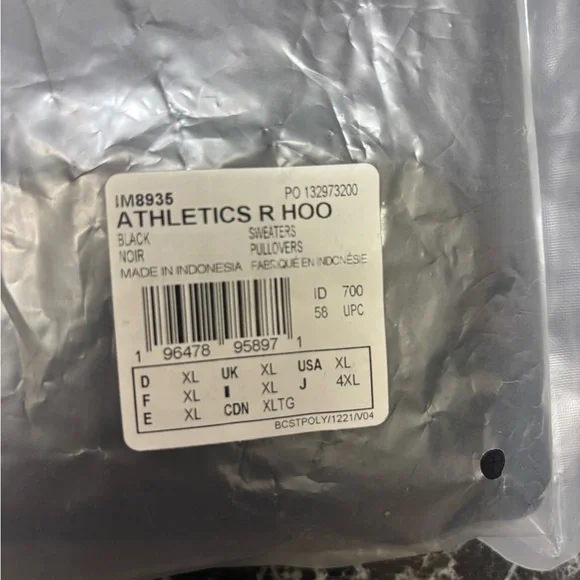 IM8935 PO 132973200
ATHLETICS R HOO
BLACK SWEATERS
NOIR PULLOVERS
MADE IN INDONESIA FABRIQUÉ EN INDONÉSIE
ID 700
58 UPC
1 96478 95897 1
D XL UK XL USA XL
F XL I XL J 4XL
E XL CDN XLTG
BCSTPOLY/1221/V04